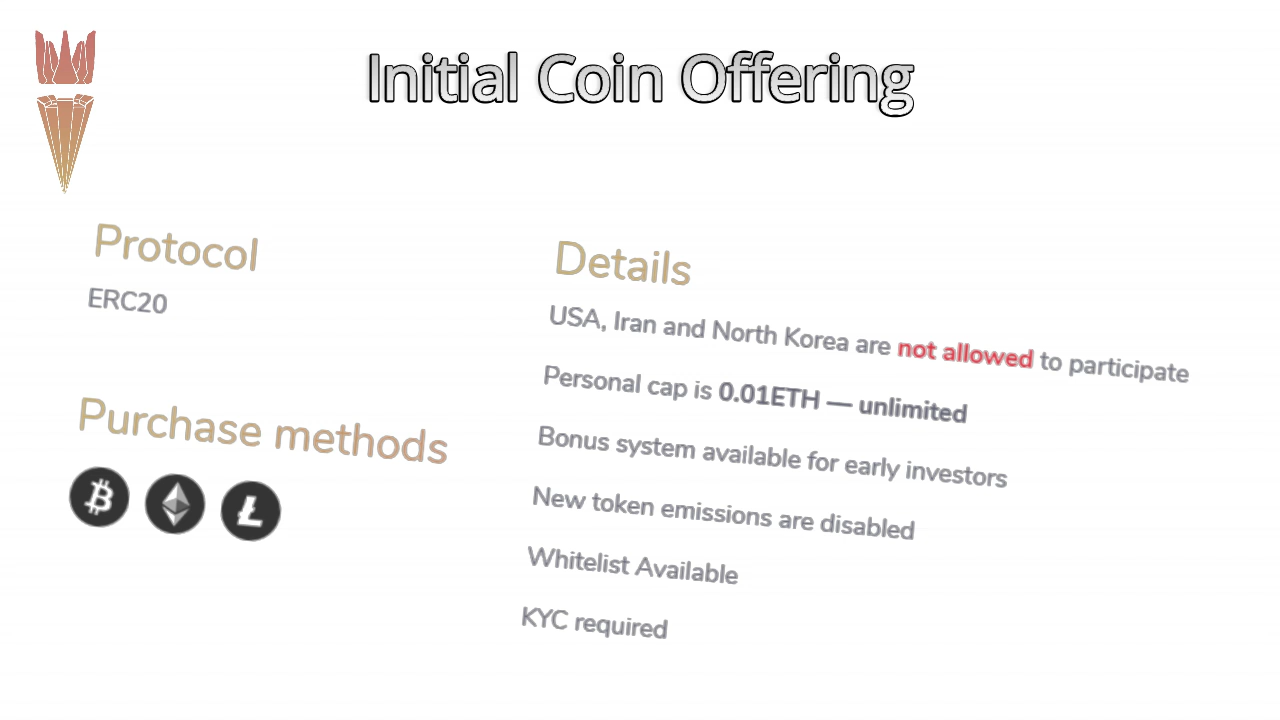 Initial Coin Offering
Protocol
ERC20
Purchase methods
Details
USA, Iran and North Korea are not allowed to participate
Personal cap is 0.01ETH — unlimited
Bonus system available for early investors
New token emissions are disabled
Whitelist Available
KYC required